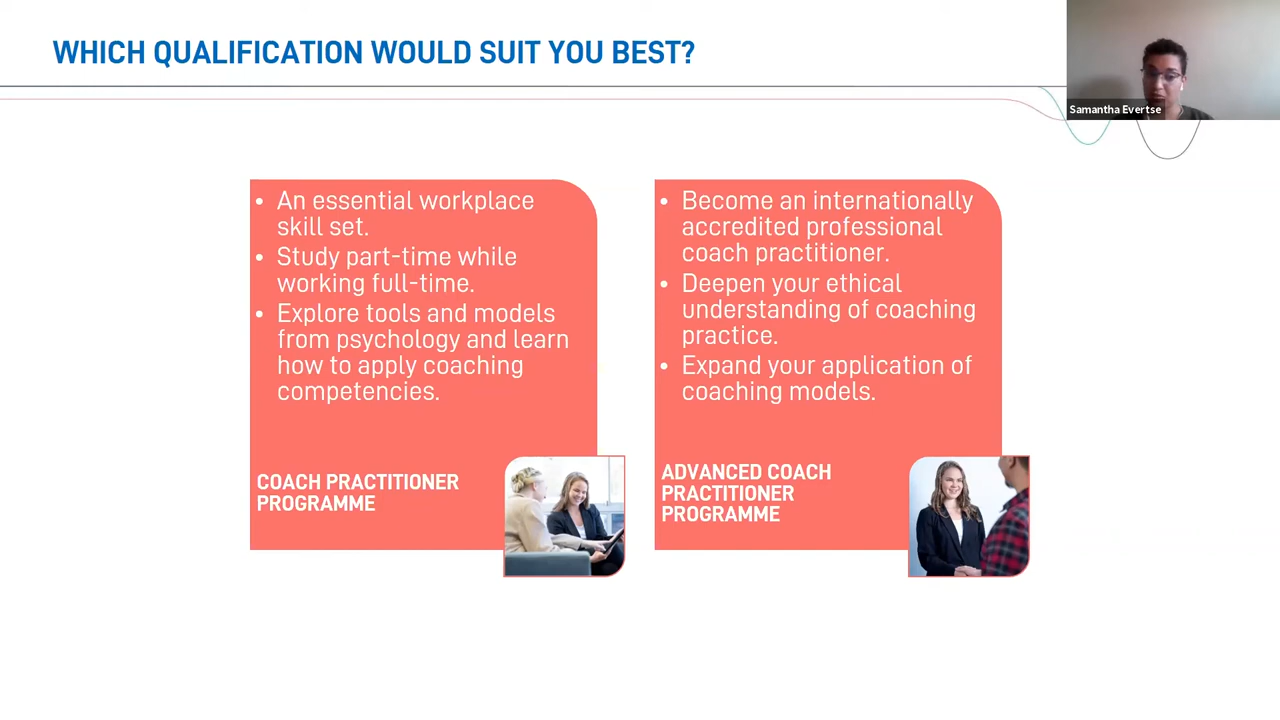 WHICH QUALIFICATION WOULD SUIT YOU BEST?
Samantha Evertse
• An essential workplace
skill set.
• Study part-time while
working full-time.
• Explore tools and models
from psychology and learn
how to apply coaching
competencies.
COACH PRACTITIONER
PROGRAMME
• Become an internationally
accredited professional
coach practitioner.
• Deepen your ethical
understanding of coaching
practice.
• Expand your application of
coaching models.
ADVANCED COACH
PRACTITIONER
PROGRAMME